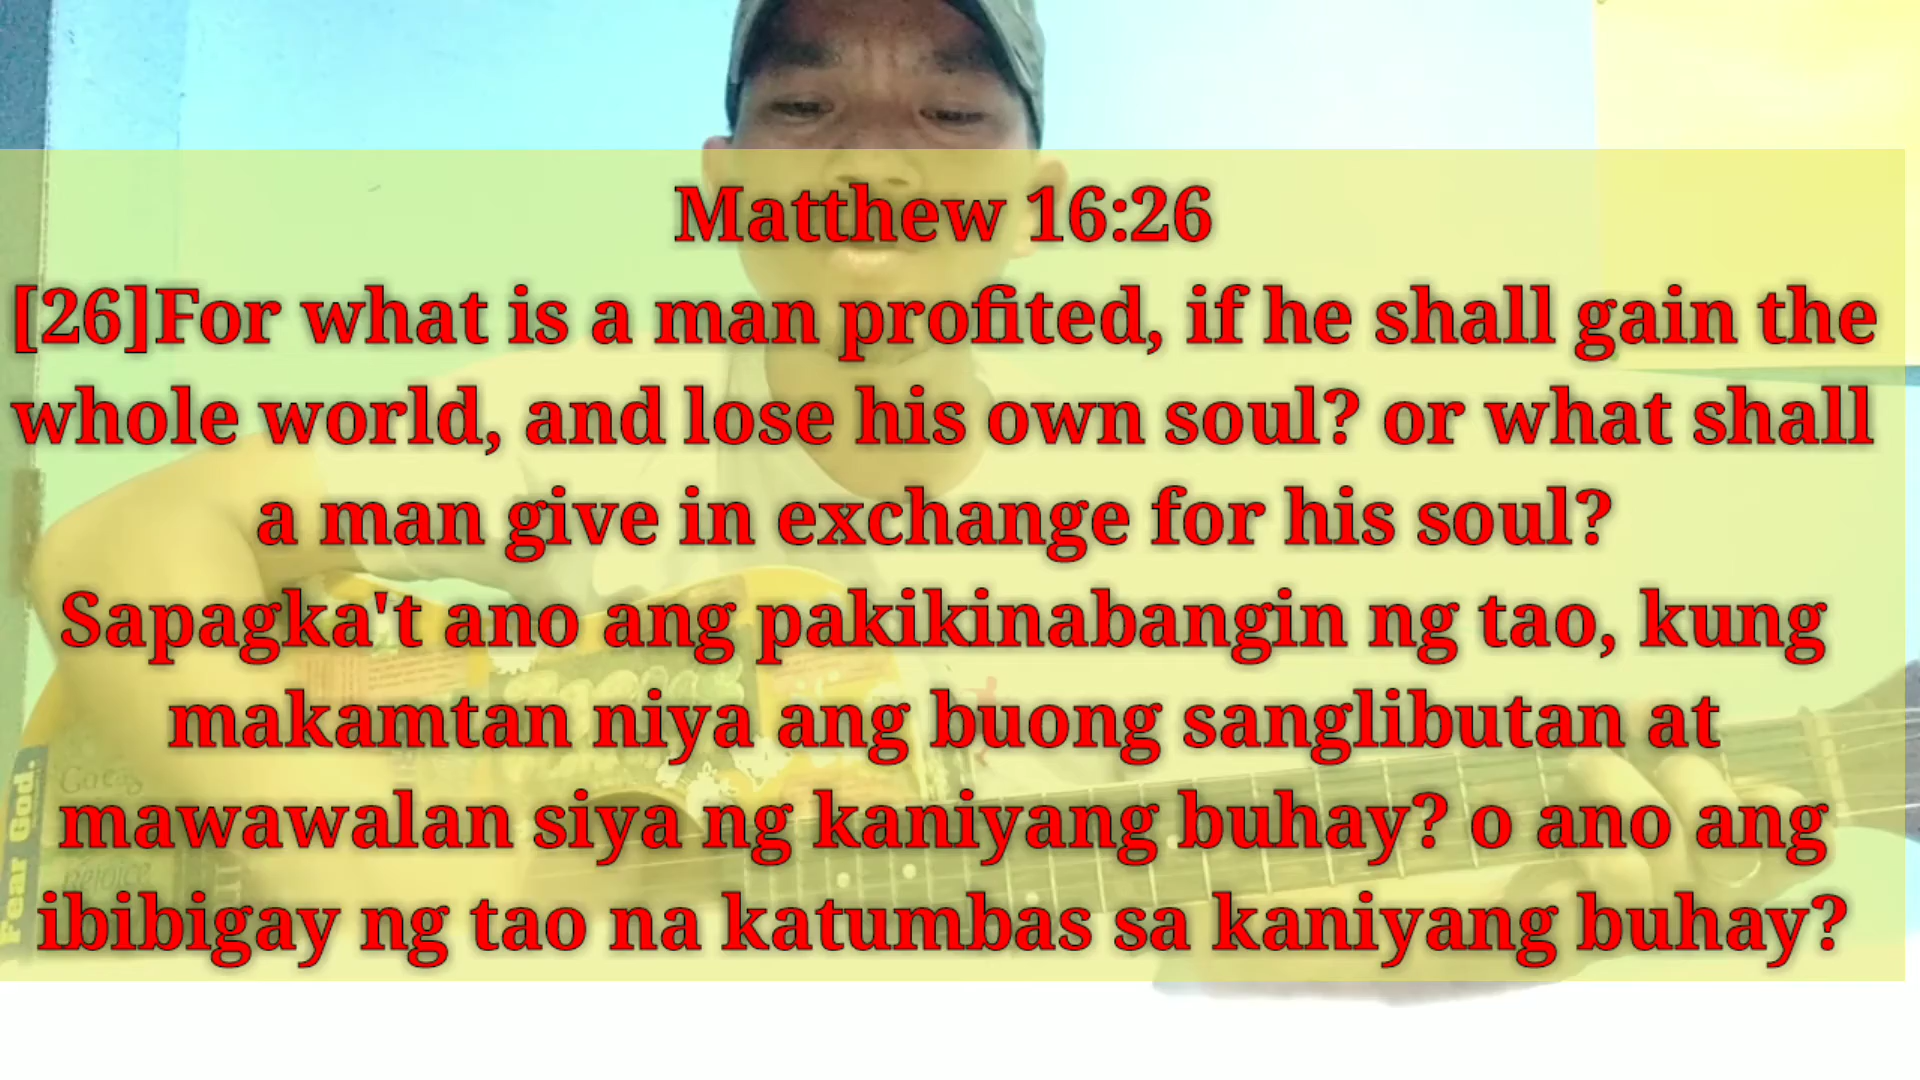 Matthew 16:26
[26]For what is a man profited, if he shall gain the
whole world, and lose his own soul? or what shall
a man give in exchange for his soul?
Sapagka't ano ang pakikinabangin ng tao, kung
makamtan niya ang buong sanglibutan at
mawawalan siya ng kaniyang buhay? o ano ang
ibibigay ng tao na katumbas sa kaniyang buhay?
Fear God.
Rejoice